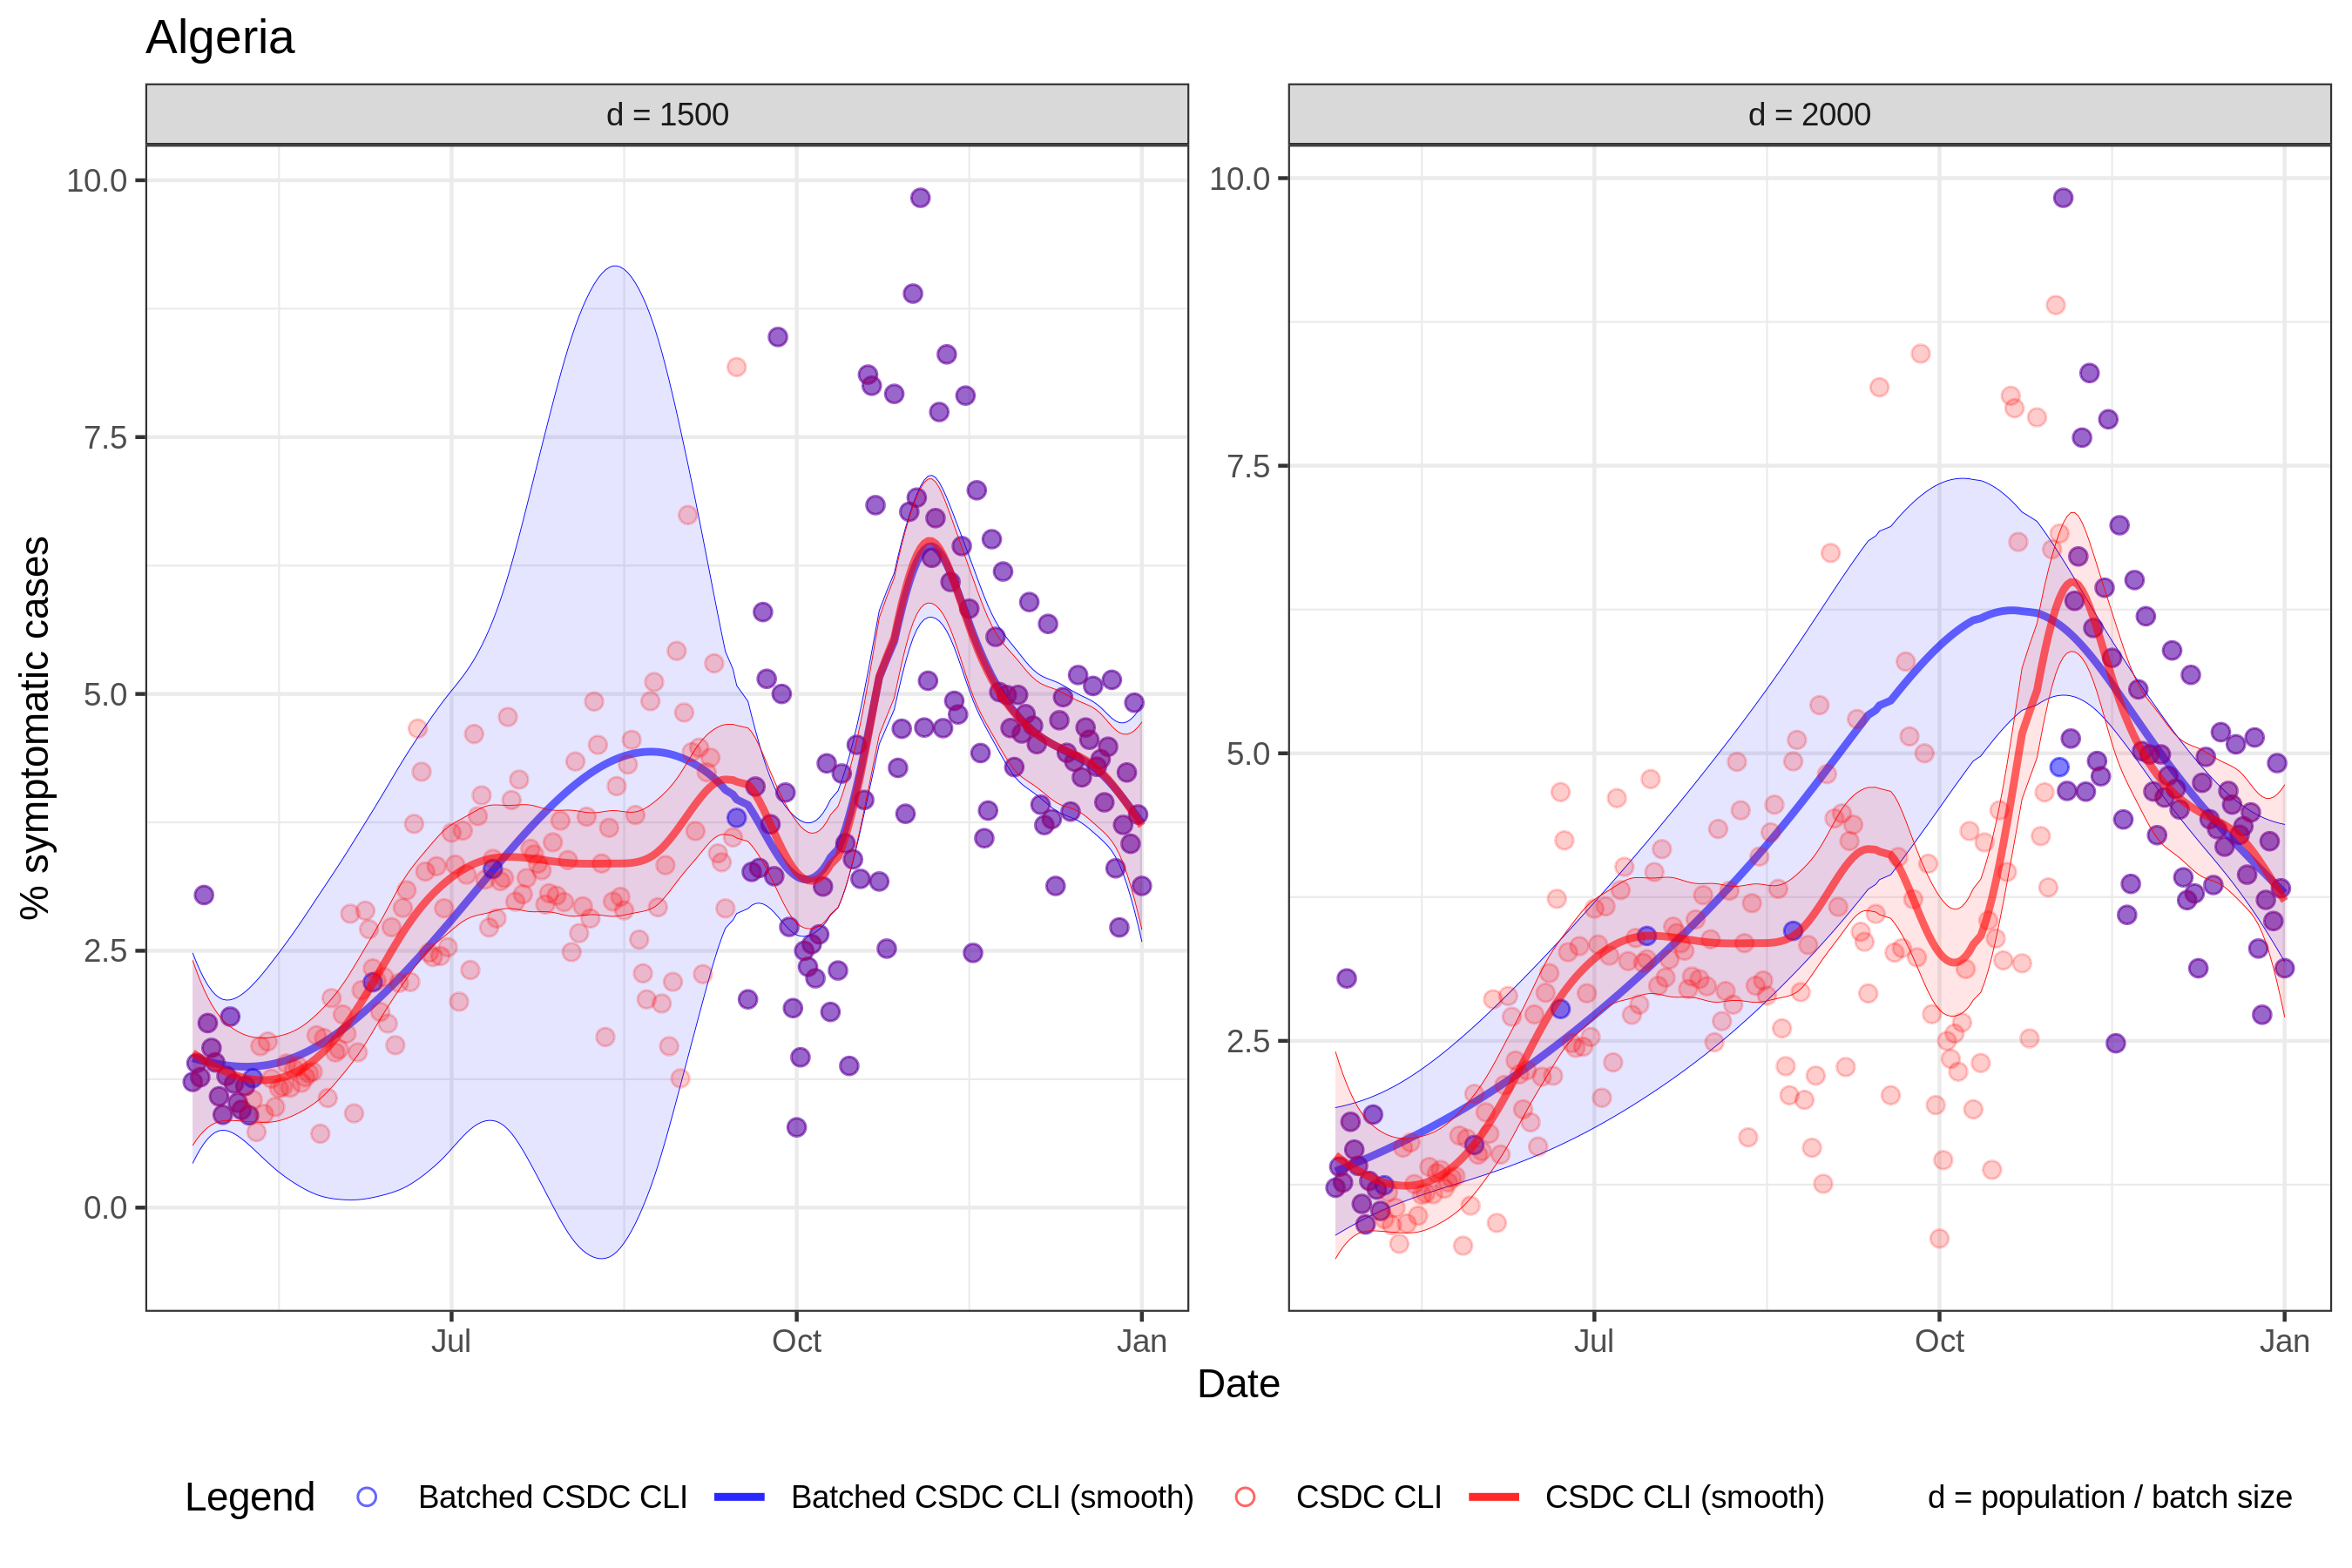 Algeria
d = 1500
d = 2000
10.0
7.5
5.0
2.5
0.0
10.0
7.5
5.0
2.5
% symptomatic cases
Jul Oct Jan
Jul Oct Jan
Date
Legend Batched CSDC CLI Batched CSDC CLI (smooth) CSDC CLI CSDC CLI (smooth) d = population / batch size